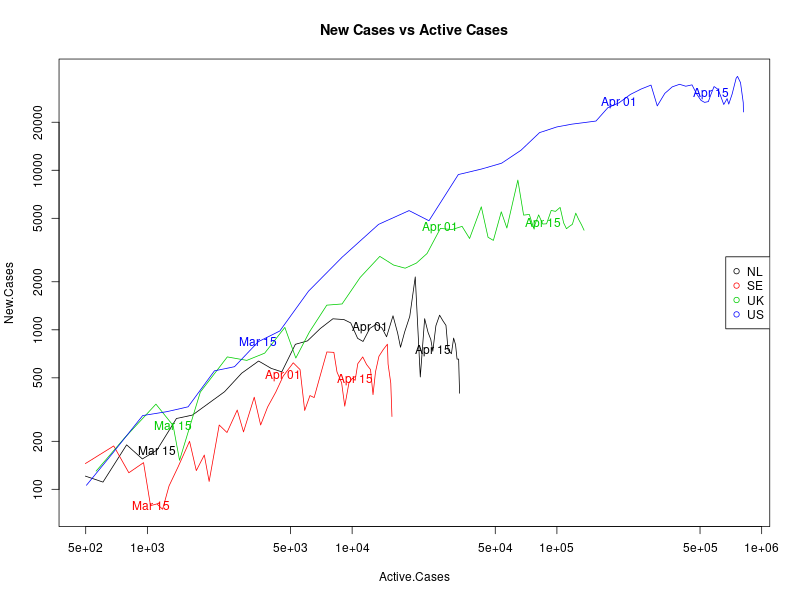 New Cases vs Active Cases
New.Cases
20000
10000
5000
2000
1000
500
200
100
Apr 01
Apr 15
Apr 01
Apr 15
Mar 15
Apr 01
Apr 15
Apr 01
Apr 15
Mar 15
Mar 15
Mar 15
NL
SE
UK
US
5e+02
1e+03
5e+03
1e+04
5e+04
1e+05
5e+05
1e+06
Active.Cases